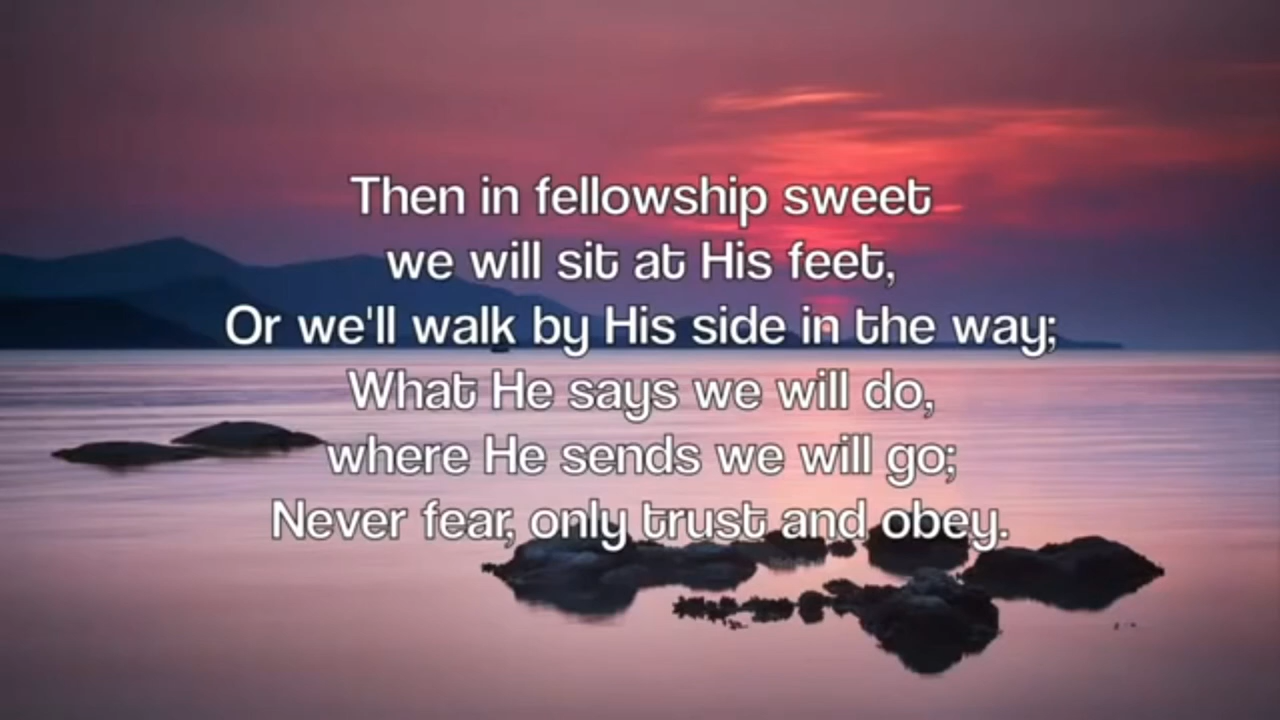 Then in fellowship sweet
we will sit at His feet,
Or we'll walk by His side in the way;
What He says we will do,
where He sends we will go;
Never fear, only trust and obey.